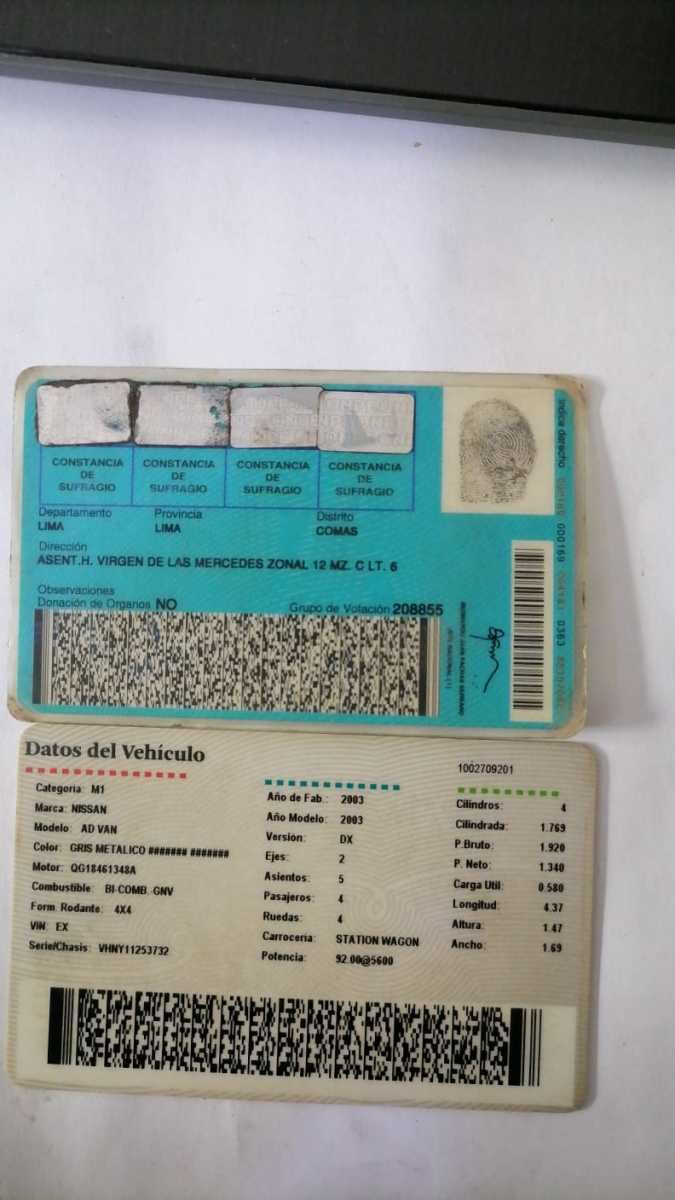 CONSTANCIA DE SUFRAGIO
CONSTANCIA DE SUFRAGIO
CONSTANCIA DE SUFRAGIO
CONSTANCIA DE SUFRAGIO
Indice derecho
Departamento
LIMA
Provincia
LIMA
Distrito
COMAS
Dirección
ASENT.H. VIRGEN DE LAS MERCEDES ZONAL 12 MZ. C LT. 6
Observaciones
Donación de Organos NO
Grupo de Votación 208855
Datos del Vehículo
1002709201
Categoria: M1
Marca: NISSAN
Modelo: AD VAN
Color: GRIS METALICO ####### #######
Motor: QG18461348A
Combustible: BI-COMB. GNV
Form. Rodante: 4X4
VIN: EX
Serie/Chasis: VHNY11253732
Año de Fab.: 2003
Año Modelo: 2003
Version: DX
Ejes: 2
Asientos: 5
Pasajeros: 4
Ruedas: 4
Carrocería: STATION WAGON
Potencia: 92.00@5600
Cilindros: 4
Cilindrada: 1.769
P.Bruto: 1.920
P. Neto: 1.340
Carga Util: 0.580
Longitud: 4.37
Altura: 1.47
Ancho: 1.69